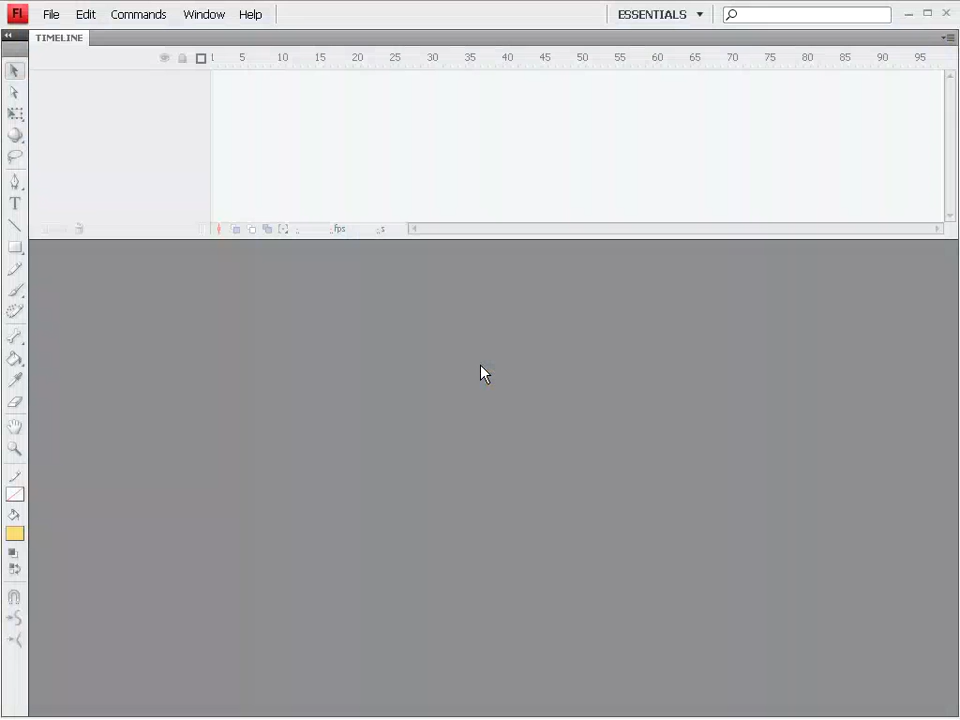 Fl File Edit Commands Window Help ESSENTIALS
TIMELINE
1 5 10 15 20 25 30 35 40 45 50 55 60 65 70 75 80 85 90 95
fps s
T